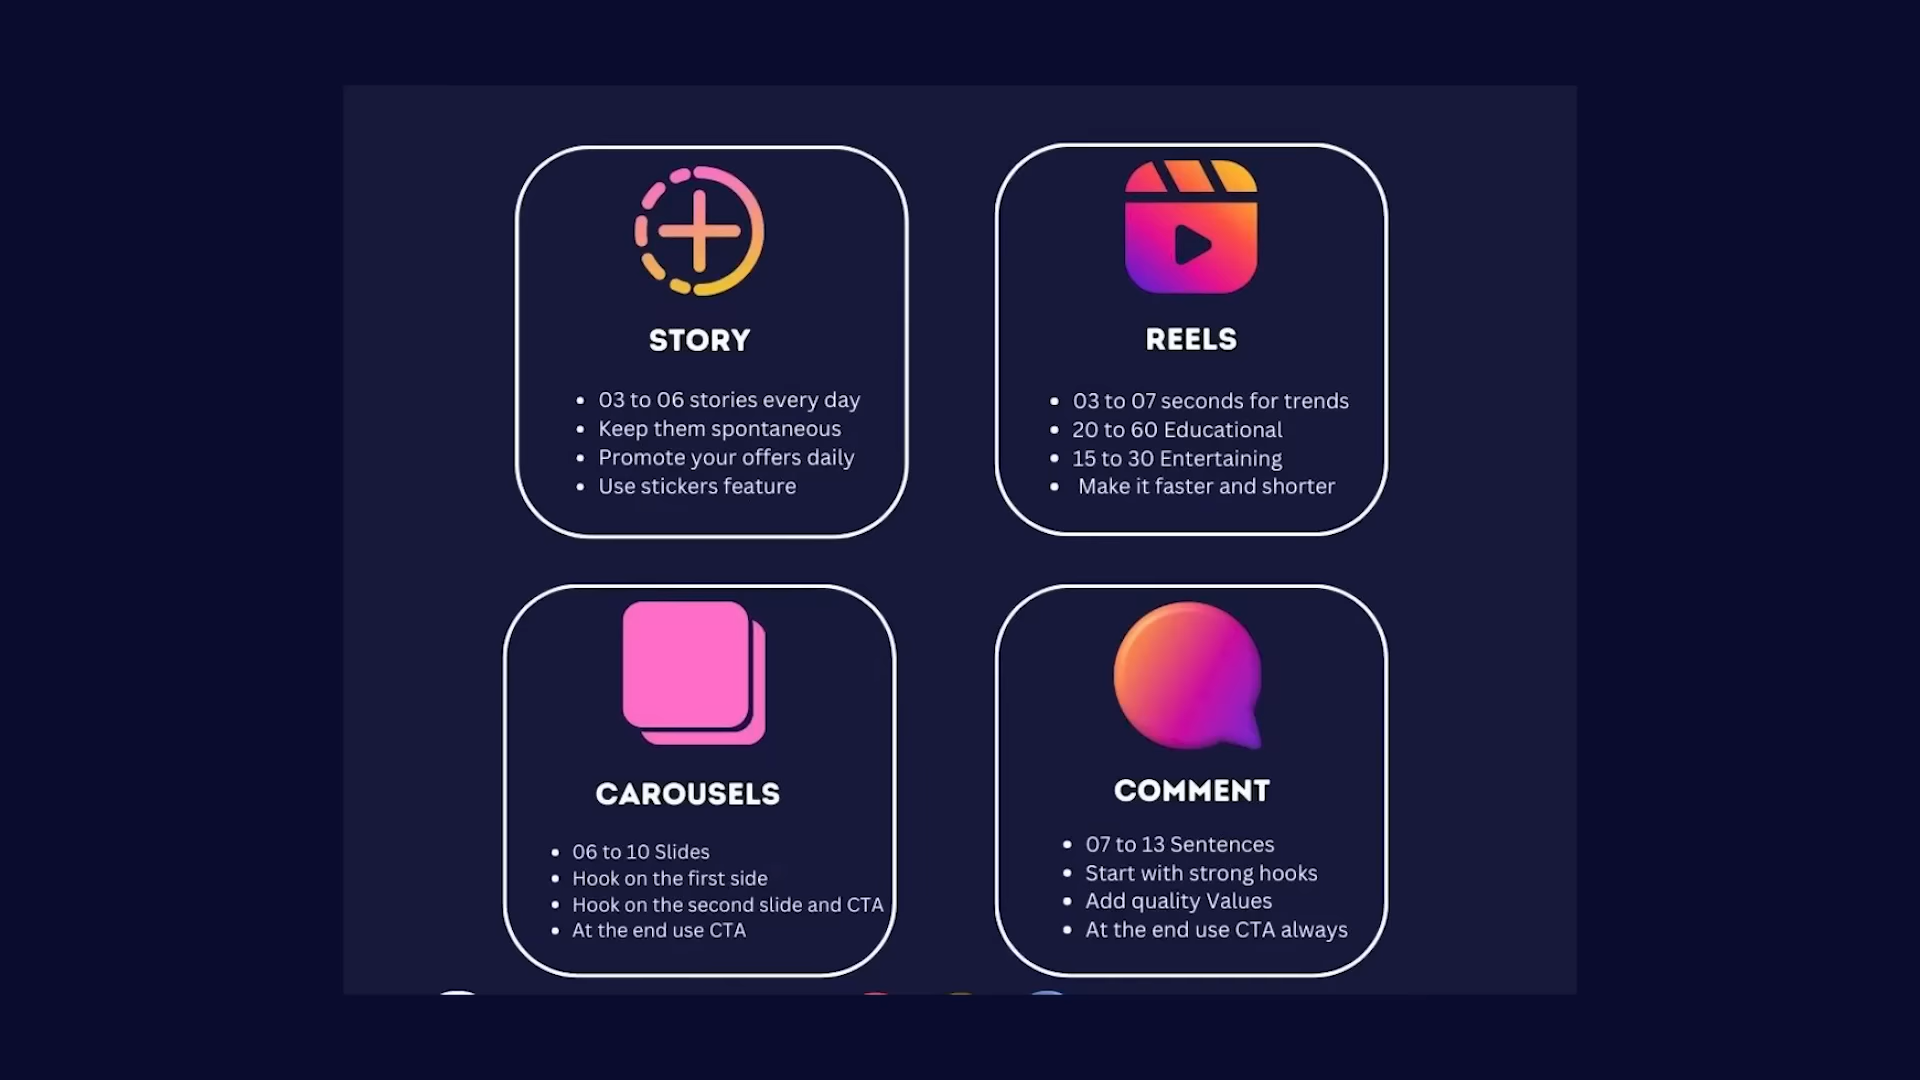 STORY
03 to 06 stories every day
Keep them spontaneous
Promote your offers daily
Use stickers feature
REELS
03 to 07 seconds for trends
20 to 60 Educational
15 to 30 Entertaining
Make it faster and shorter
CAROUSELS
06 to 10 Slides
Hook on the first side
Hook on the second slide and CTA
At the end use CTA
COMMENT
07 to 13 Sentences
Start with strong hooks
Add quality Values
At the end use CTA always